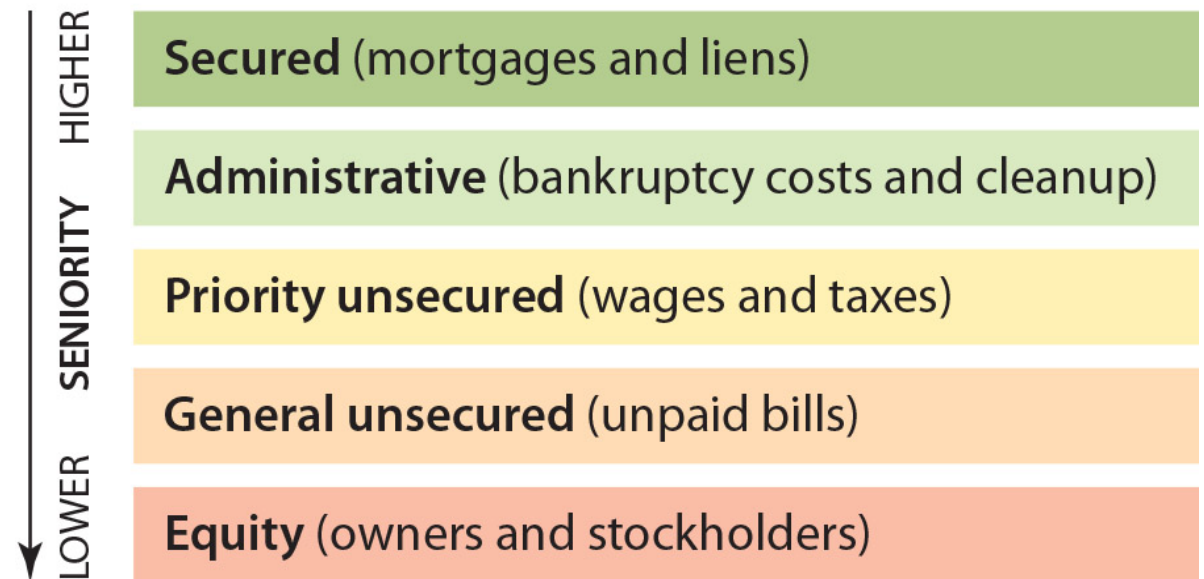 HIGHER
SENIORITY
LOWER
Secured (mortgages and liens)
Administrative (bankruptcy costs and cleanup)
Priority unsecured (wages and taxes)
General unsecured (unpaid bills)
Equity (owners and stockholders)